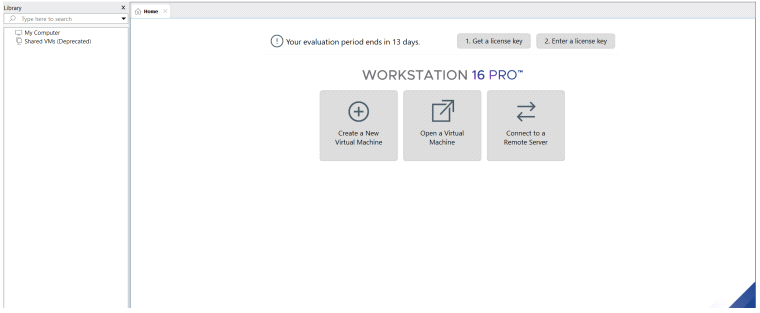 Library
x
Home
Type here to search
My Computer
Shared VMs (Deprecated)
Your evaluation period ends in 13 days.
1. Get a license key
2. Enter a license key
WORKSTATION 16 PRO™
Create a New
Virtual Machine
Open a Virtual
Machine
Connect to a
Remote Server